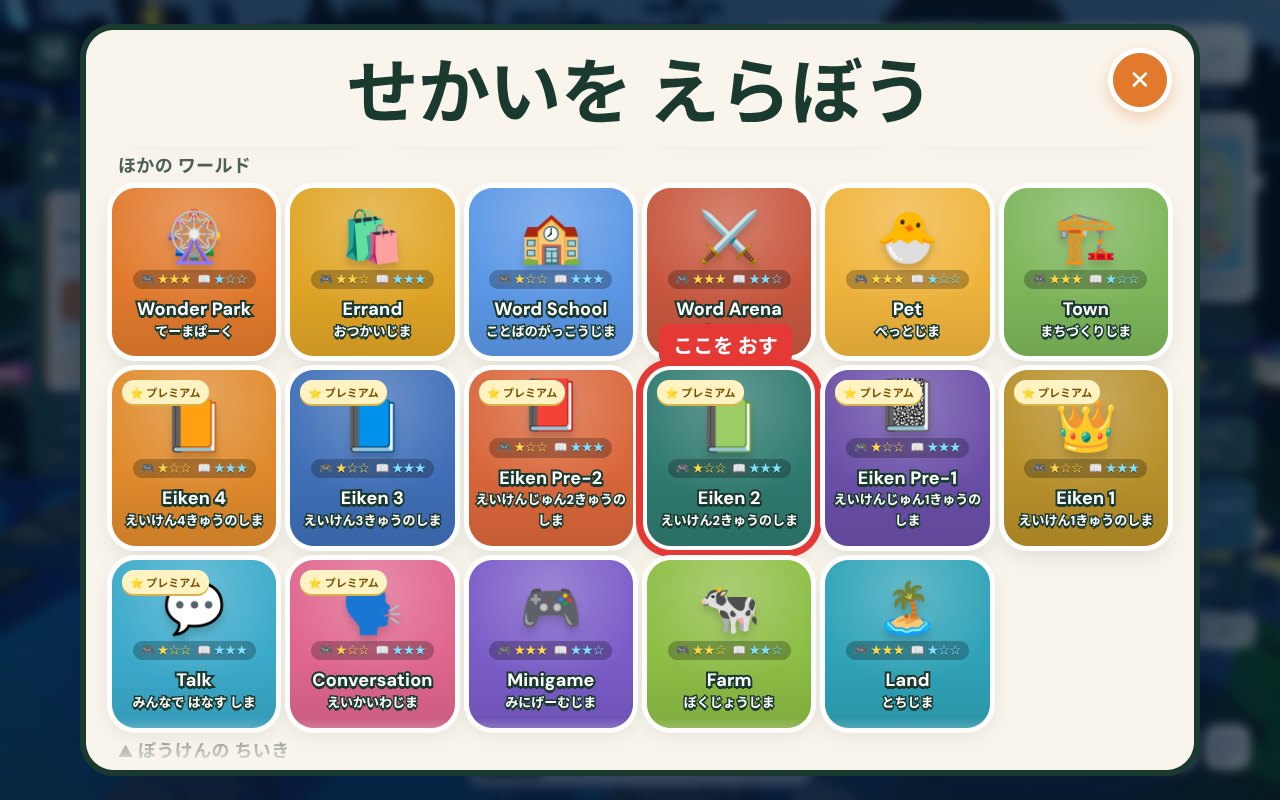 せかいを えらぼう
×
ほかの ワールド
🎮 ★★★ 📖 ★☆☆
Wonder Park
てーまぱーく
🎮 ★★☆ 📖 ★★★
Errand
おつかいじま
🎮 ★☆☆ 📖 ★★★
Word School
ことばのがっこうじま
🎮 ★★★ 📖 ★★☆
Word Arena
🎮 ★★★ 📖 ★☆☆
Pet
ぺっとじま
🎮 ★★★ 📖 ★☆☆
Town
まちづくりじま
ここを おす
⭐ プレミアム
🎮 ★☆☆ 📖 ★★★
Eiken 4
えいけん4きゅうのしま
⭐ プレミアム
🎮 ★☆☆ 📖 ★★★
Eiken 3
えいけん3きゅうのしま
⭐ プレミアム
🎮 ★☆☆ 📖 ★★★
Eiken Pre-2
えいけんじゅん2きゅうの
しま
⭐ プレミアム
🎮 ★☆☆ 📖 ★★★
Eiken 2
えいけん2きゅうのしま
⭐ プレミアム
🎮 ★☆☆ 📖 ★★★
Eiken Pre-1
えいけんじゅん1きゅうの
しま
⭐ プレミアム
🎮 ★☆☆ 📖 ★★★
Eiken 1
えいけん1きゅうのしま
⭐ プレミアム
🎮 ★☆☆ 📖 ★★★
Talk
みんなで はなす しま
⭐ プレミアム
🎮 ★☆☆ 📖 ★★★
Conversation
えいかいわじま
🎮 ★★★ 📖 ★★☆
Minigame
みにげーむじま
🎮 ★★☆ 📖 ★★☆
Farm
ぼくじょうじま
🎮 ★★★ 📖 ★☆☆
Land
とちじま
▲ ぼうけんの ちいき